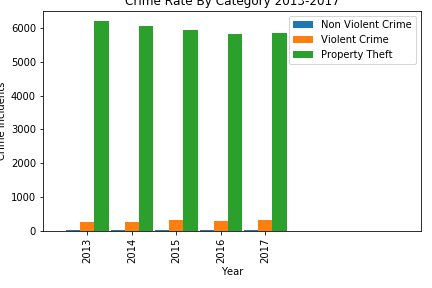 Crime Rate By Category 2013-2017
Non Violent Crime
Violent Crime
Property Theft
6000
5000
4000
3000
2000
1000
0
Crime Incidents
2013
2014
2015
2016
2017
Year